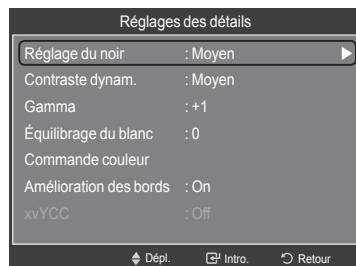 Réglages des détails
Réglage du noir : Moyen
Contraste dynam. : Moyen
Gamma : +1
Équilibrage du blanc : 0
Commande couleur
Amélioration des bords : On
xvYCC : Off
Dépl. Intro. Retour